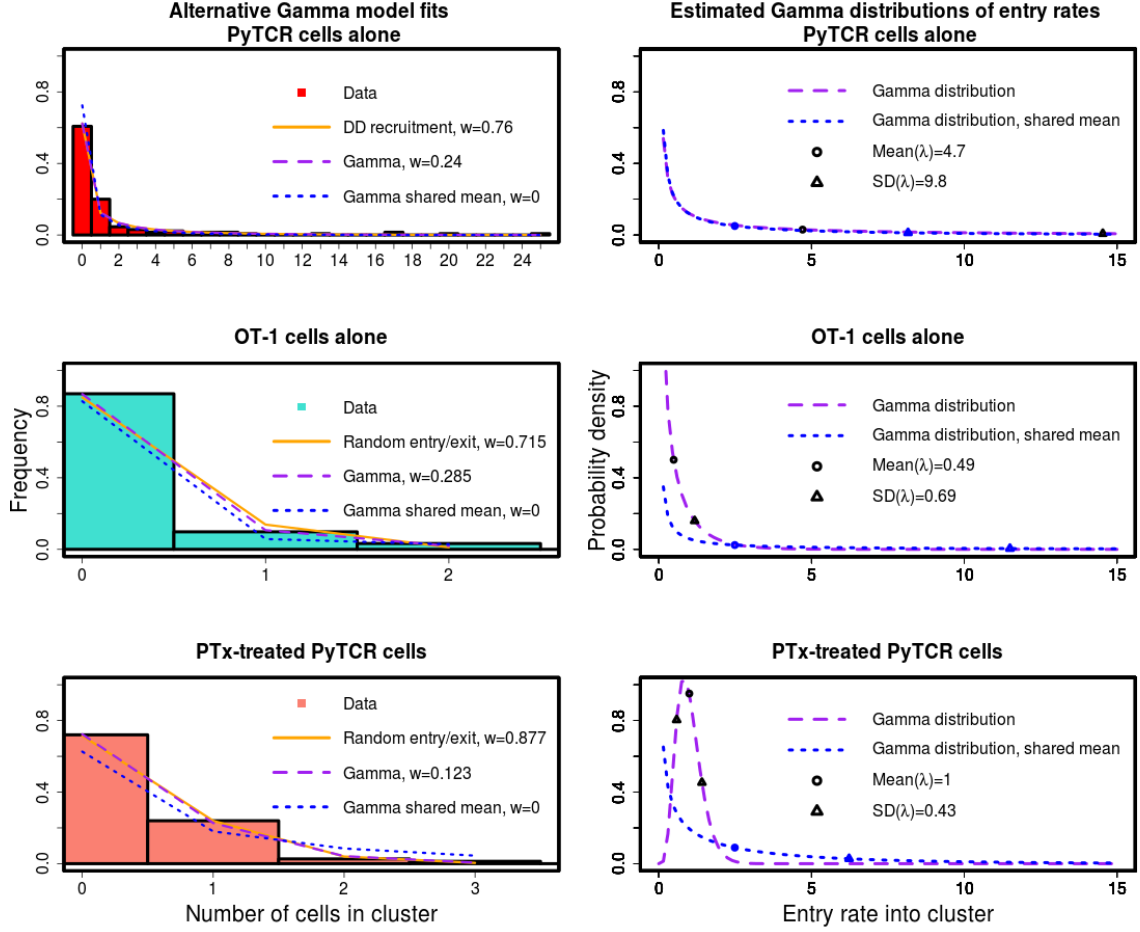 Alternative Gamma model fits
PyTCR cells alone
0.0 0.4 0.8
Data
DD recruitment, w=0.76
Gamma, w=0.24
Gamma shared mean, w=0
0 2 4 6 8 10 12 14 16 18 20 22 24
Estimated Gamma distributions of entry rates
PyTCR cells alone
0.0 0.4 0.8
Gamma distribution
Gamma distribution, shared mean
Mean(λ)=4.7
SD(λ)=9.8
0 5 10 15
OT-1 cells alone
Frequency
0.0 0.4 0.8
Data
Random entry/exit, w=0.715
Gamma, w=0.285
Gamma shared mean, w=0
0 1 2
OT-1 cells alone
Probability density
0.0 0.4 0.8
Gamma distribution
Gamma distribution, shared mean
Mean(λ)=0.49
SD(λ)=0.69
0 5 10 15
PTx-treated PyTCR cells
0.0 0.4 0.8
Data
Random entry/exit, w=0.877
Gamma, w=0.123
Gamma shared mean, w=0
0 1 2 3
Number of cells in cluster
PTx-treated PyTCR cells
0.0 0.4 0.8
Gamma distribution
Gamma distribution, shared mean
Mean(λ)=1
SD(λ)=0.43
0 5 10 15
Entry rate into cluster